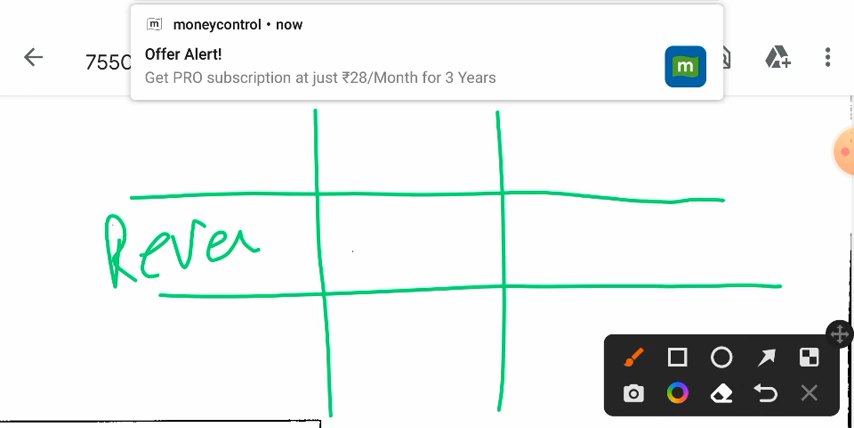 moneycontrol • now
Offer Alert!
Get PRO subscription at just ₹28/Month for 3 Years
Reven